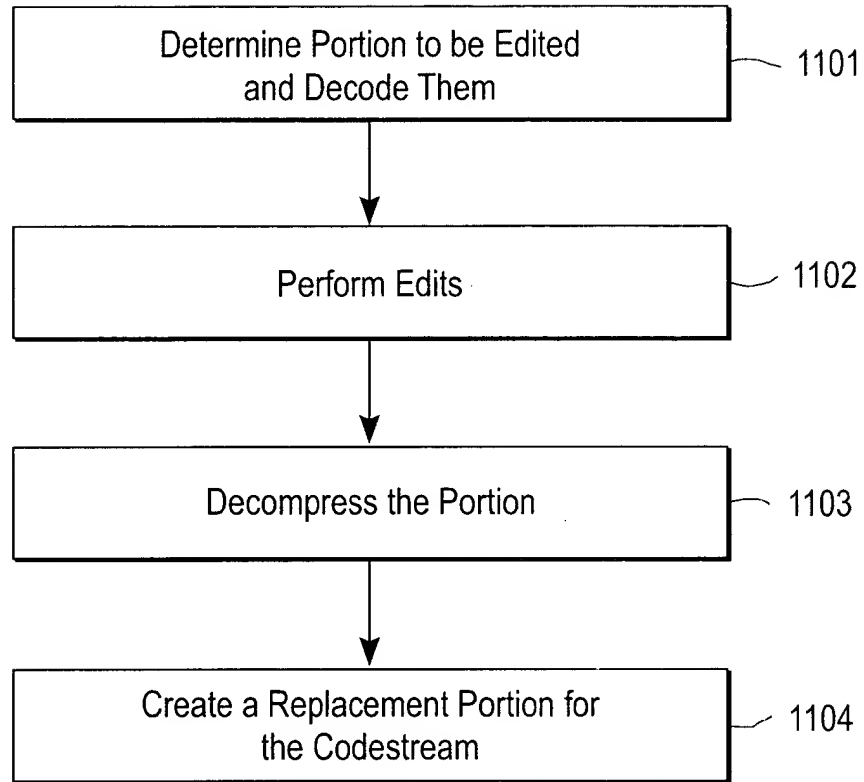 Determine Portion to be Edited
and Decode Them
1101
Perform Edits
1102
Decompress the Portion
1103
Create a Replacement Portion for
the Codestream
1104